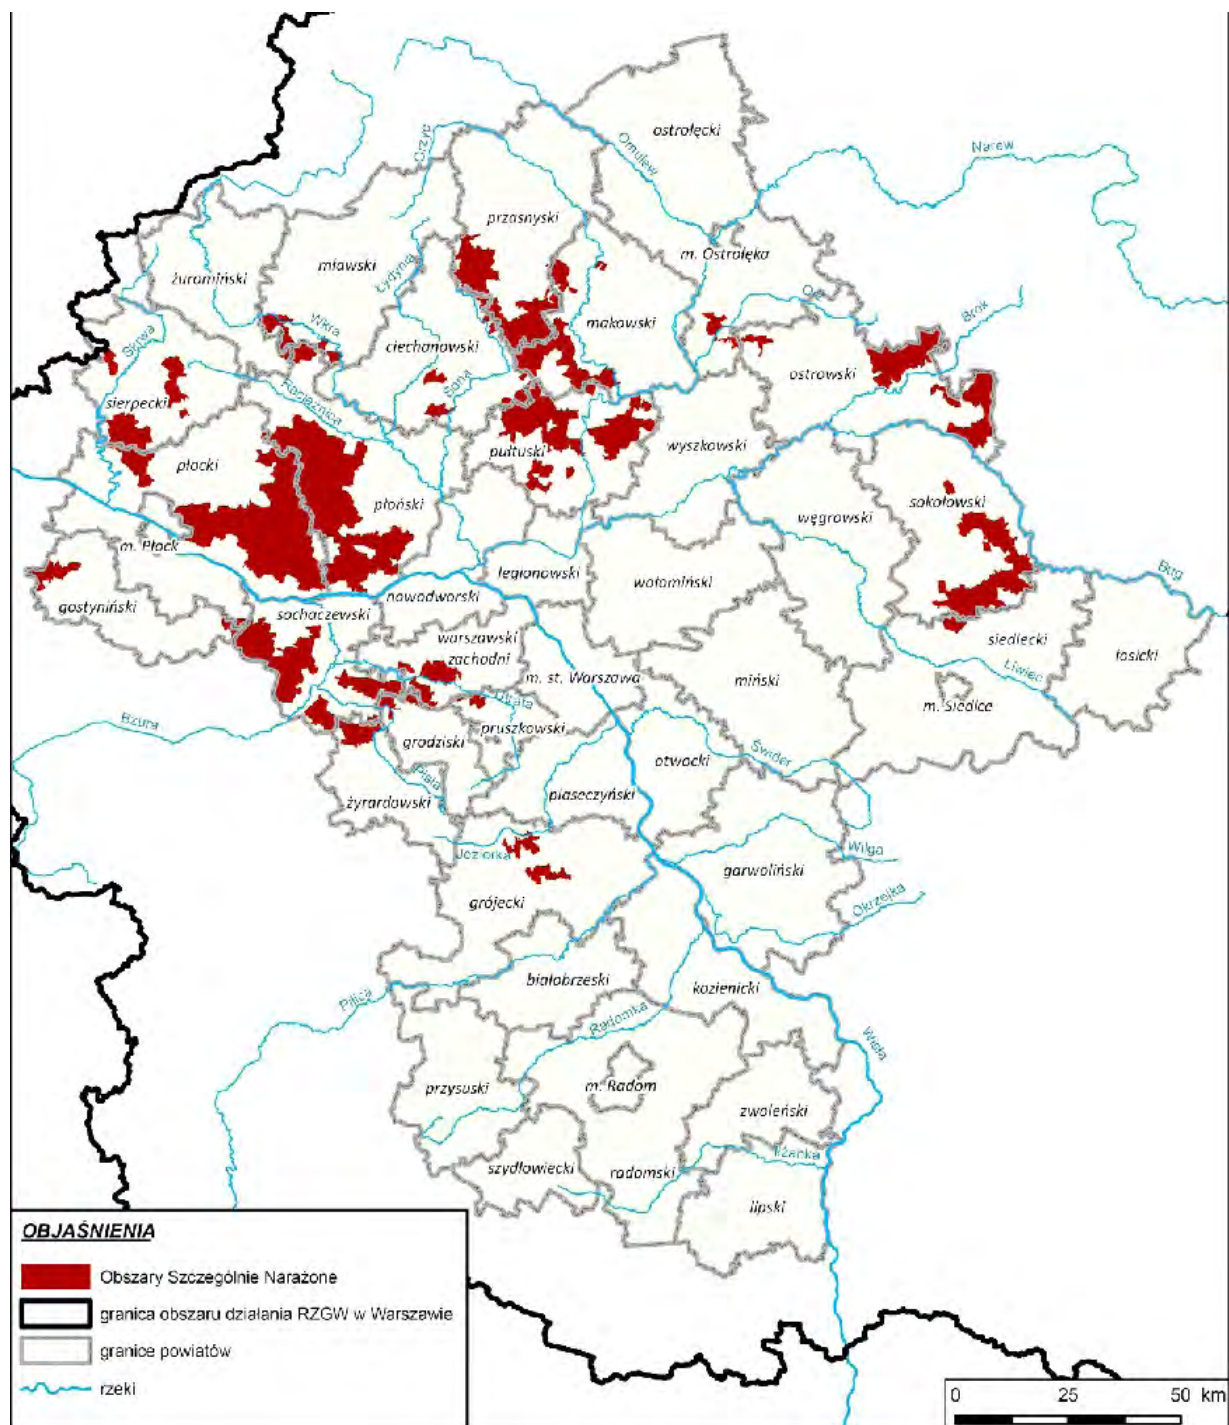 ostrołęcki
Narew
Omulew
Orzyc
przasnyski
m. Ostrołęka
mławski
żuromiński
Łydynia
Orz
Brok
Wkra
makowski
ciechanowski
Skrwa
ostrowski
Sona
sierpecki
Raciąźnica
wyszkowski
pułtuski
płocki
płoński
sokołowski
węgrowski
m. Płock
legionowski
wołomiński
Bug
nowodworski
gostyniński
sochaczewski
warszawski
zachodni
siedlecki
łosicki
Liwiec
m. st. Warszawa
miński
m. Siedlce
Utrata
Bzura
pruszkowski
grodziski
otwocki
Świder
Pisia
piaseczyński
żyrardowski
Jeziorka
Wilga
garwoliński
grójecki
Okrzejka
białobrzeski
kozienicki
Pilica
Radomka
Wisła
m. Radom
przysuski
zwoleński
Iłżanka
szydłowiecki
radomski
lipski
OBJAŚNIENIA
Obszary Szczególnie Narażone
granica obszaru działania RZGW w Warszawie
granice powiatów
rzeki
0 25 50 km